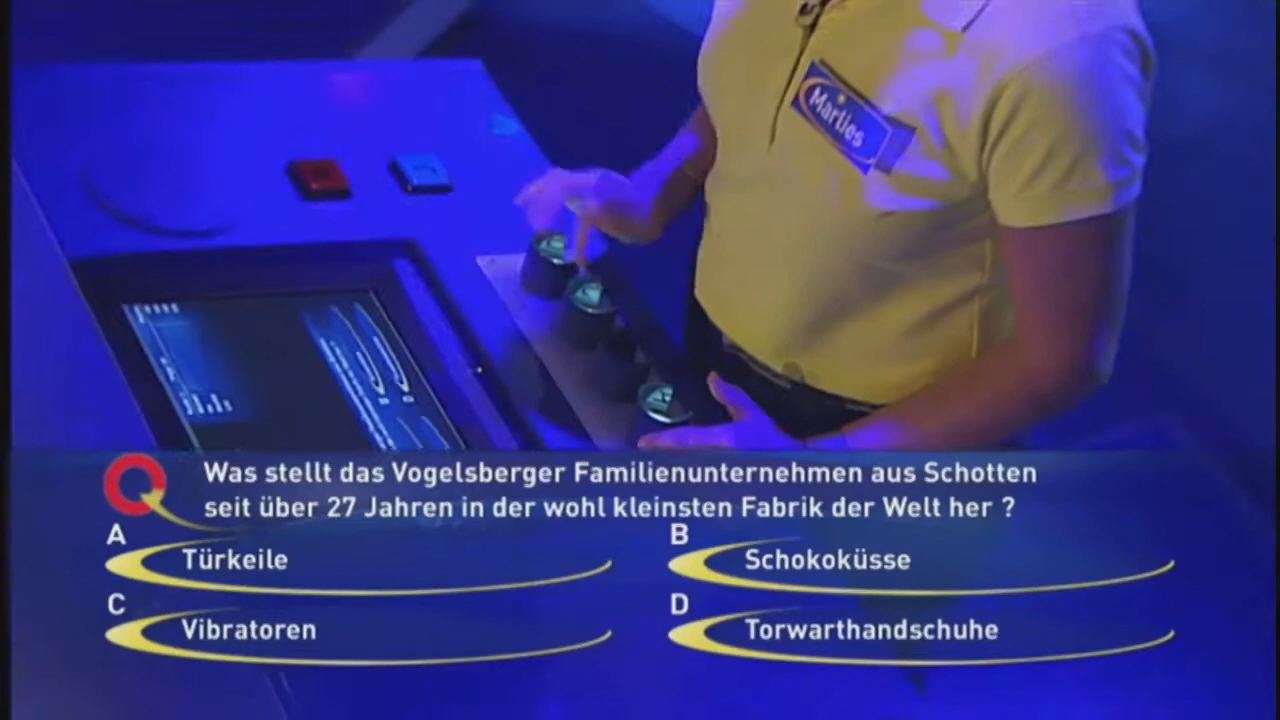 Marlies
Was stellt das Vogelsberger Familienunternehmen aus Schotten
seit über 27 Jahren in der wohl kleinsten Fabrik der Welt her ?
A
Türkeile
B
Schokoküsse
C
Vibratoren
D
Torwarthandschuhe